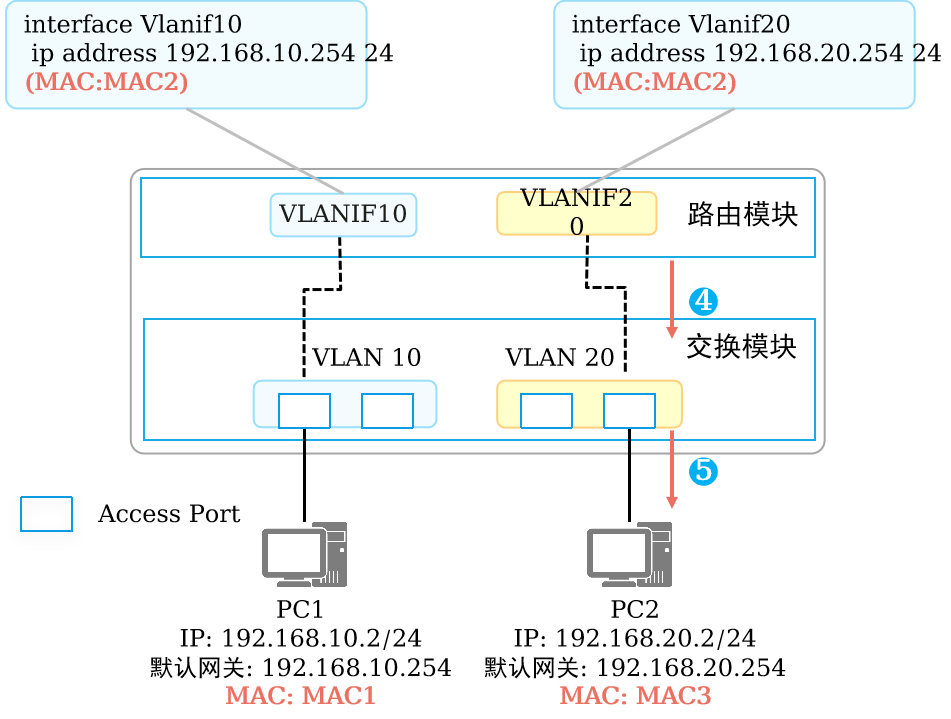 interface Vlanif10
ip address 192.168.10.254 24
(MAC:MAC2)
interface Vlanif20
ip address 192.168.20.254 24
(MAC:MAC2)
VLANIF10
VLANIF2
0
路由模块
4
交换模块
VLAN 10
VLAN 20
5
Access Port
PC1
IP: 192.168.10.2/24
默认网关: 192.168.10.254
MAC: MAC1
PC2
IP: 192.168.20.2/24
默认网关: 192.168.20.254
MAC: MAC3